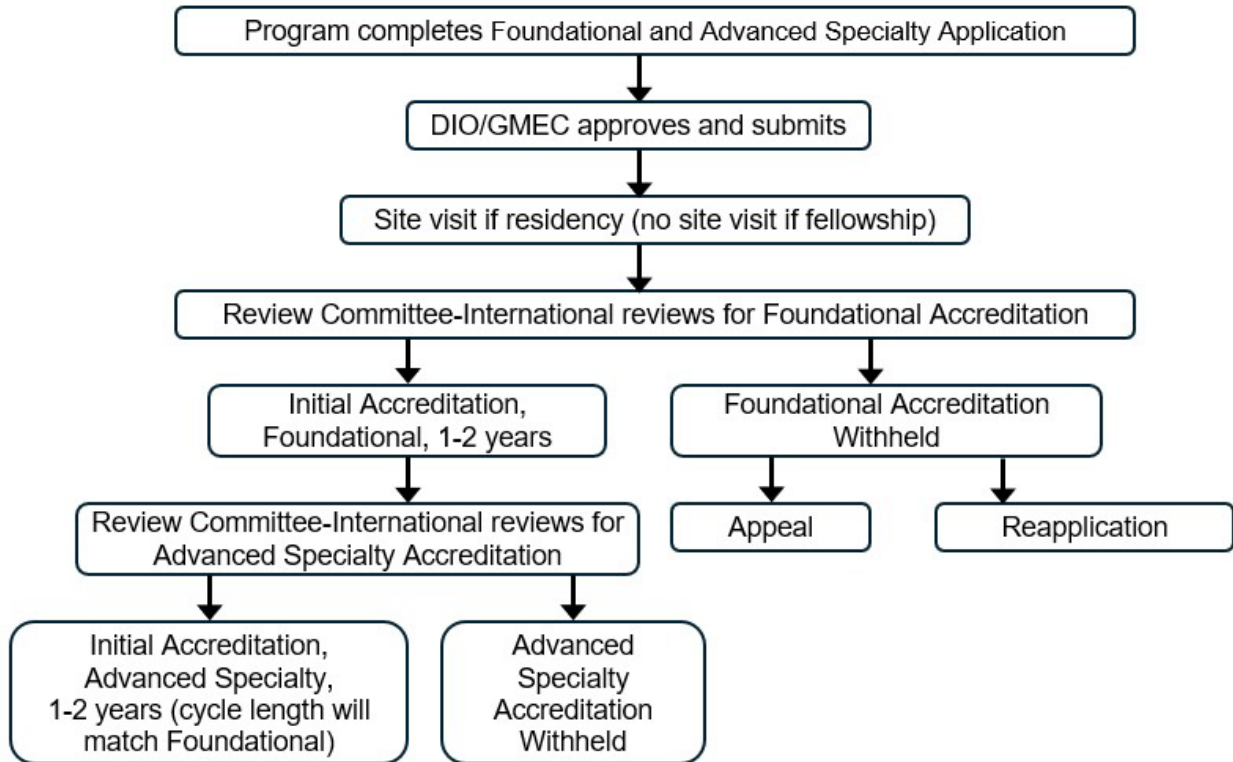 Program completes Foundational and Advanced Specialty Application
DIO/GMEC approves and submits
Site visit if residency (no site visit if fellowship)
Review Committee-International reviews for Foundational Accreditation
Initial Accreditation,
Foundational, 1-2 years
Foundational Accreditation
Withheld
Review Committee-International reviews for
Advanced Specialty Accreditation
Appeal
Reapplication
Initial Accreditation,
Advanced Specialty,
1-2 years (cycle length will
match Foundational)
Advanced
Specialty
Accreditation
Withheld